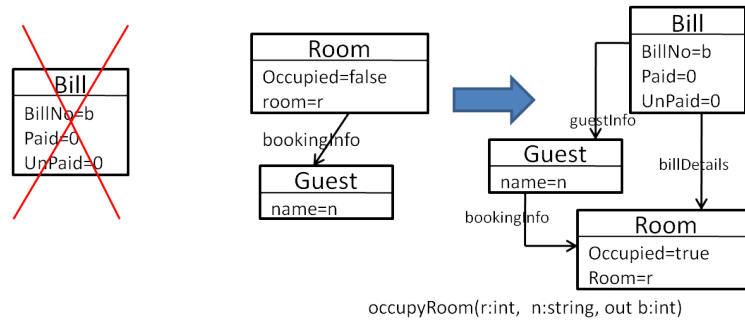 Bill
BillNo=b
Paid=0
UnPaid=0
Room
Occupied=false
room=r
bookingInfo
Guest
name=n
Bill
BillNo=b
Paid=0
UnPaid=0
guestInfo
Guest
name=n
billDetails
bookingInfo
Room
Occupied=true
Room=r
occupyRoom(r:int, n:string, out b:int)